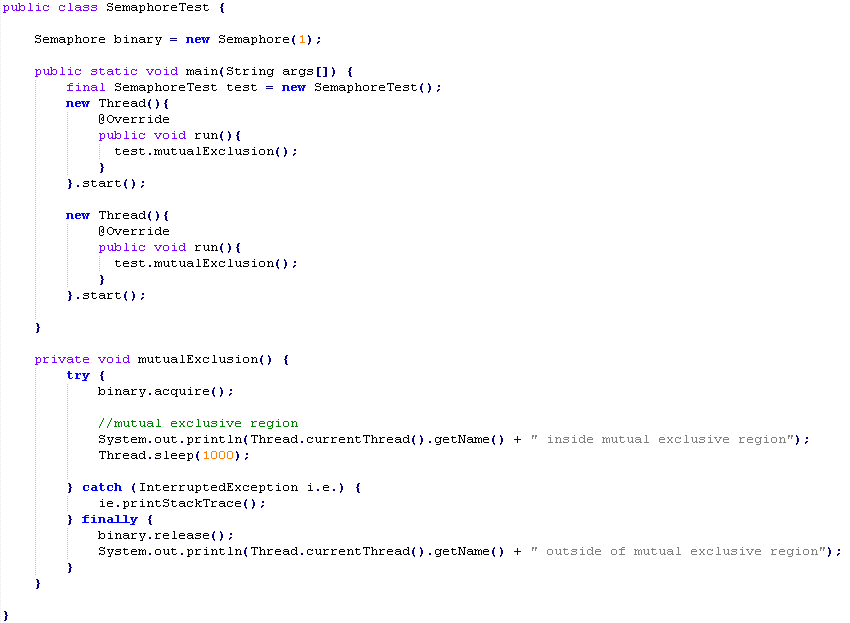 public class SemaphoreTest {
Semaphore binary = new Semaphore(1);
public static void main(String args[]) {
final SemaphoreTest test = new SemaphoreTest();
new Thread(){
@Override
public void run(){
test.mutualExclusion();
}
}.start();
new Thread(){
@Override
public void run(){
test.mutualExclusion();
}
}.start();
}
private void mutualExclusion() {
try {
binary.acquire();
//mutual exclusive region
System.out.println(Thread.currentThread().getName() + " inside mutual exclusive region");
Thread.sleep(1000);
} catch (InterruptedException i.e.) {
ie.printStackTrace();
} finally {
binary.release();
System.out.println(Thread.currentThread().getName() + " outside of mutual exclusive region");
}
}
}